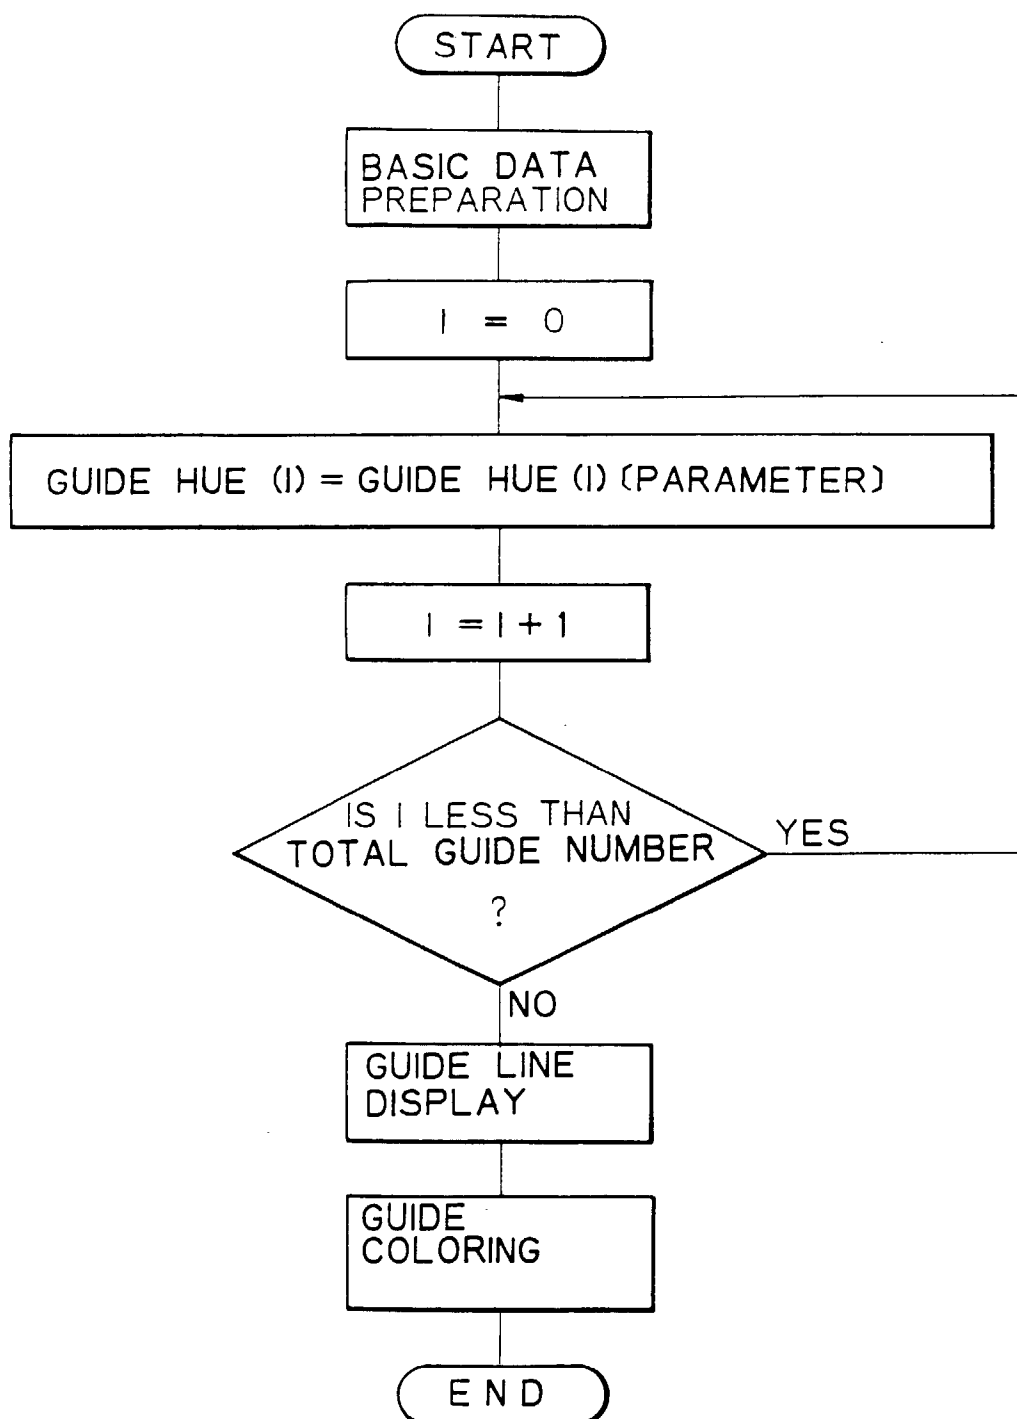 START
BASIC DATA
PREPARATION
I = 0
GUIDE HUE (I) = GUIDE HUE (I) (PARAMETER)
I = I + 1
IS I LESS THAN
TOTAL GUIDE NUMBER
?
YES
NO
GUIDE LINE
DISPLAY
GUIDE
COLORING
END